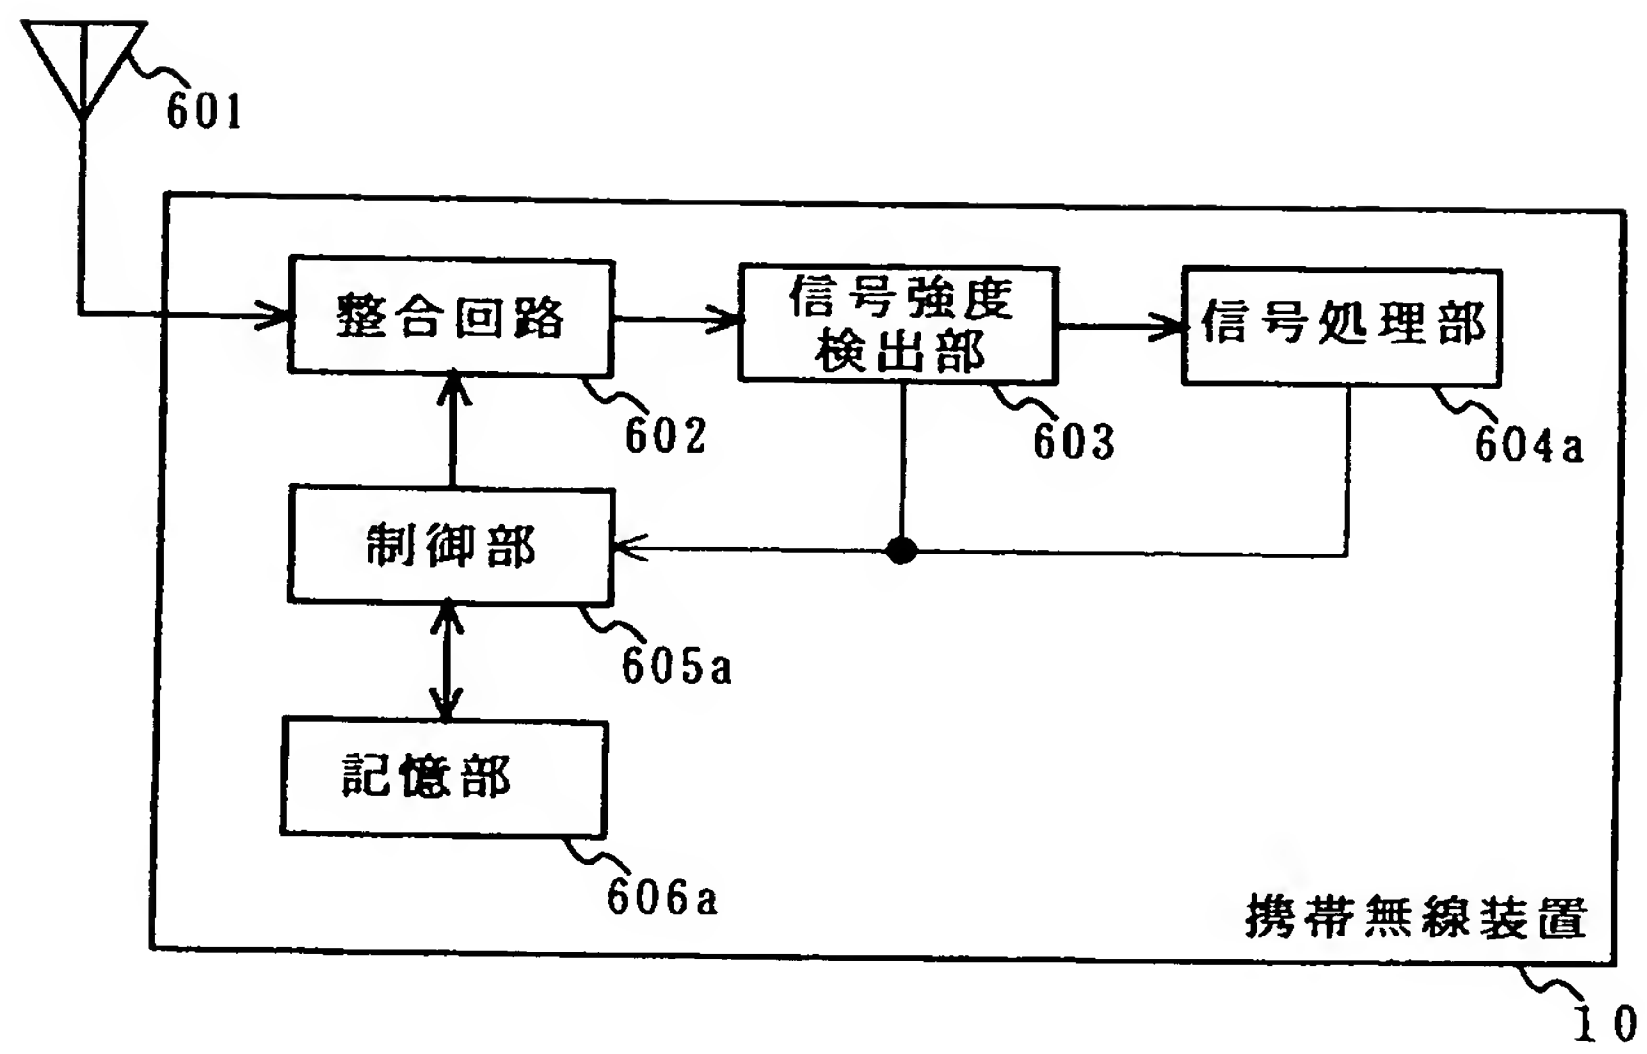 601
整合回路
信号強度
検出部
信号処理部
602
603
604a
制御部
605a
記憶部
606a
携帯無線装置
10